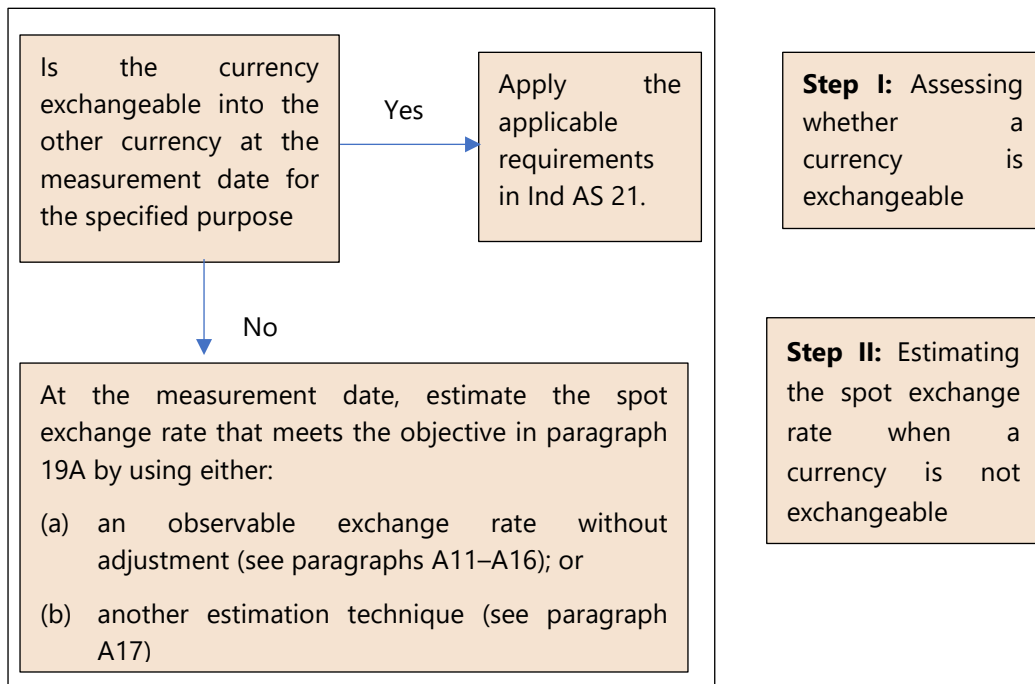 Is the currency
exchangeable into the
other currency at the
measurement date for
the specified purpose
Yes
Apply the
applicable
requirements
in Ind AS 21.
Step I: Assessing
whether a
currency is
exchangeable
No
At the measurement date, estimate the spot
exchange rate that meets the objective in paragraph
19A by using either:
(a) an observable exchange rate without
adjustment (see paragraphs A11–A16); or
(b) another estimation technique (see paragraph
A17)
Step II: Estimating
the spot exchange
rate when a
currency is not
exchangeable